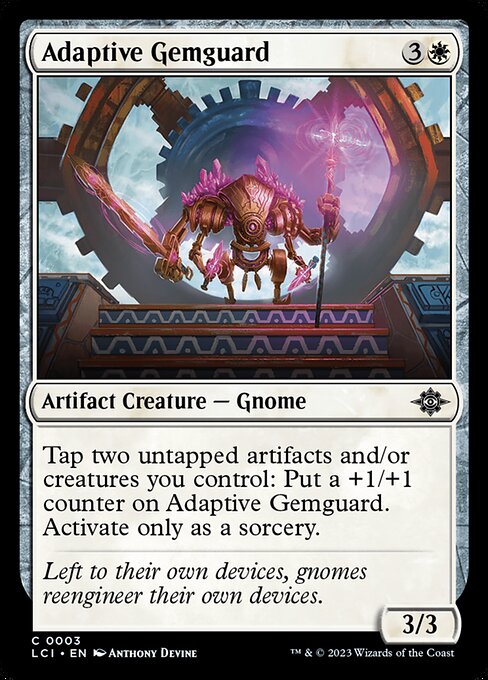 Adaptive Gemguard 3
Artifact Creature — Gnome
Tap two untapped artifacts and/or
creatures you control: Put a +1/+1
counter on Adaptive Gemguard.
Activate only as a sorcery.
Left to their own devices, gnomes
reengineer their own devices.
3/3
C 0003
LCI • EN Anthony Devine
™ & © 2023 Wizards of the Coast